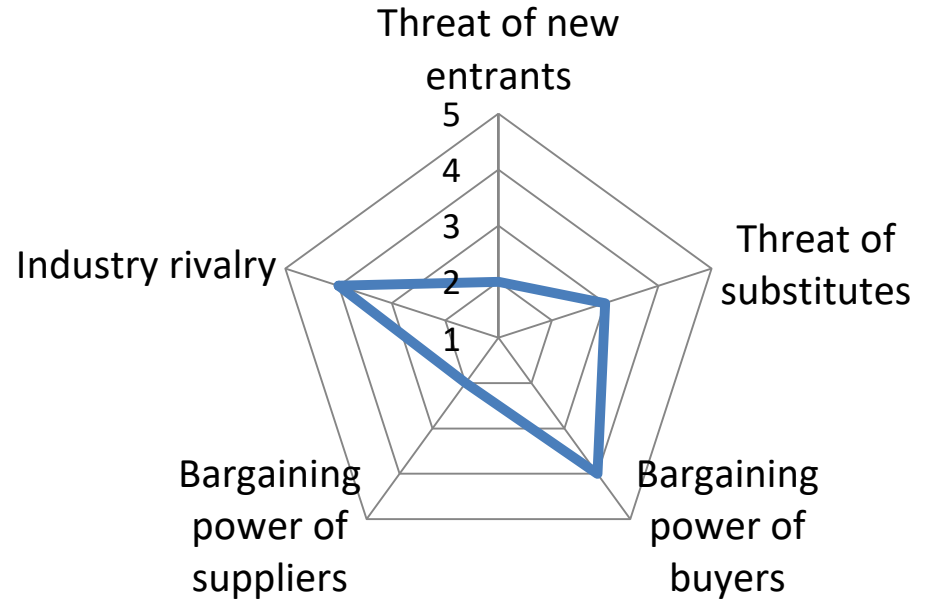 Threat of new
entrants
5
4
3
2
1
Threat of
substitutes
Industry rivalry
Bargaining
power of
suppliers
Bargaining
power of
buyers